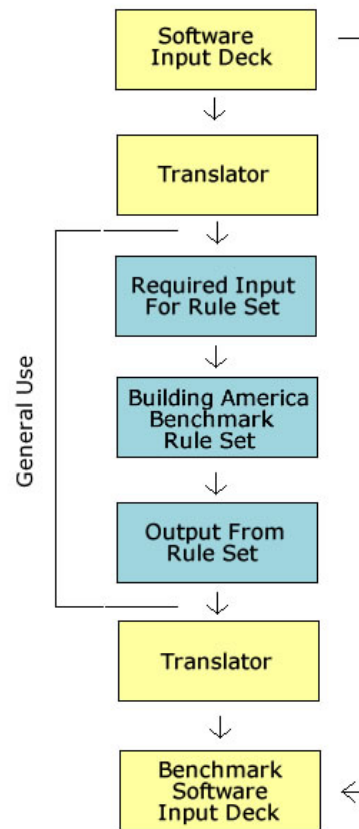 Software
Input Deck
Translator
Required Input
For Rule Set
Building America
Benchmark
Rule Set
General Use
Output From
Rule Set
Translator
Benchmark
Software
Input Deck